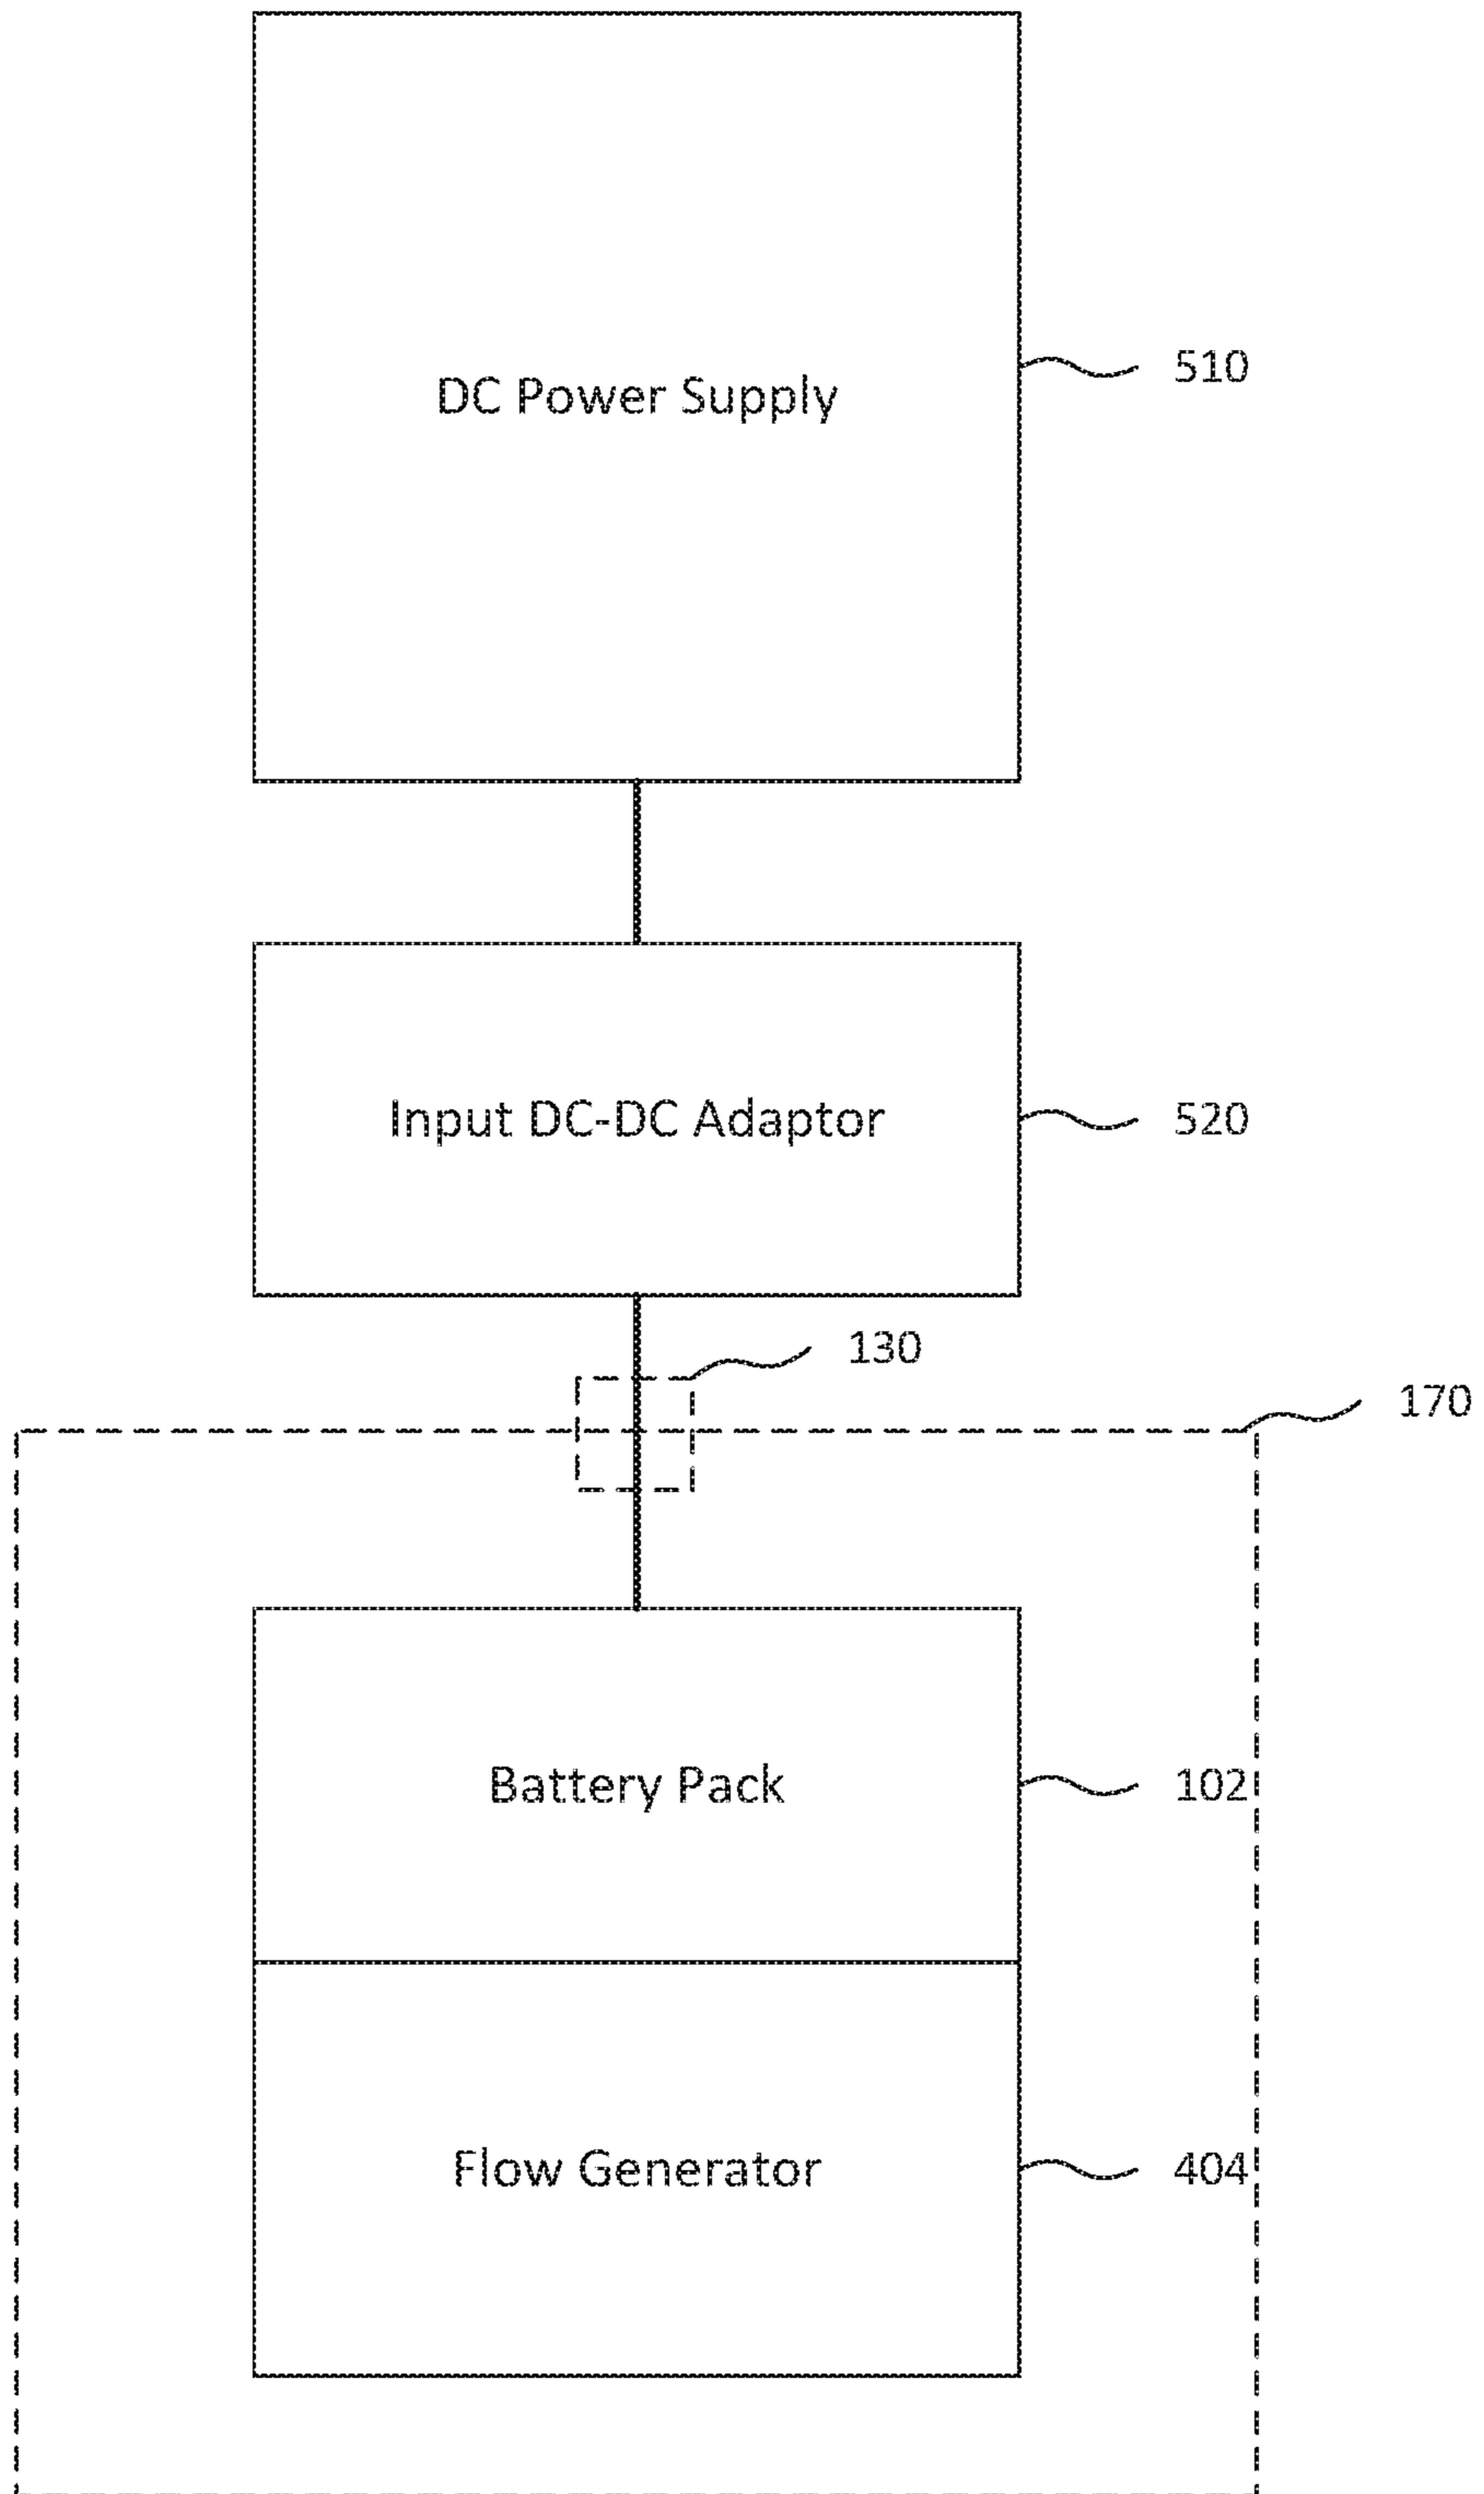 510
DC Power Supply
Input DC-DC Adaptor
520
130
170
Battery Pack
102
Flow Generator
404